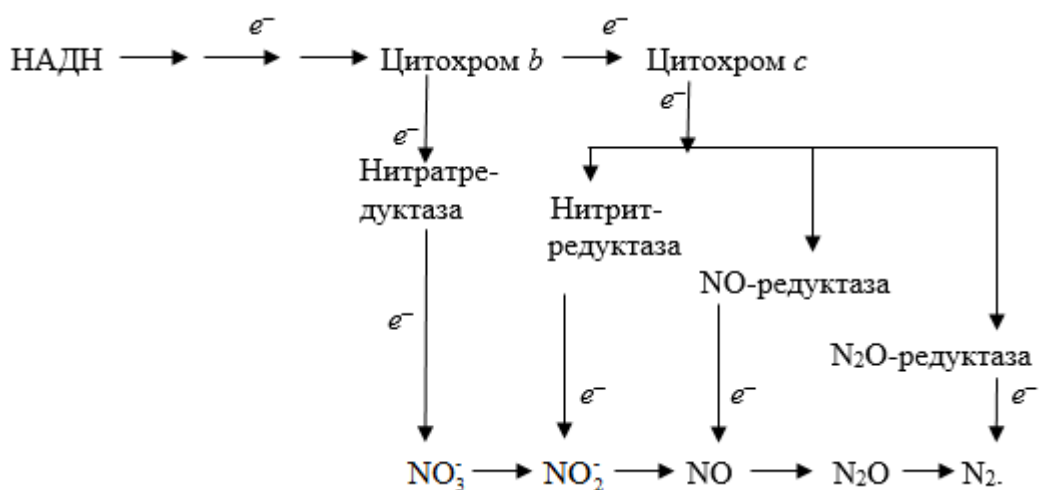 e⁻ e⁻
НАДН Цитохром b Цитохром c
e⁻
e⁻
Нитратре-
дуктаза
Нитрит-
редуктаза
NO-редуктаза
e⁻
N₂O-редуктаза
e⁻ e⁻ e⁻
NO₃⁻ NO₂⁻ NO N₂O N₂.